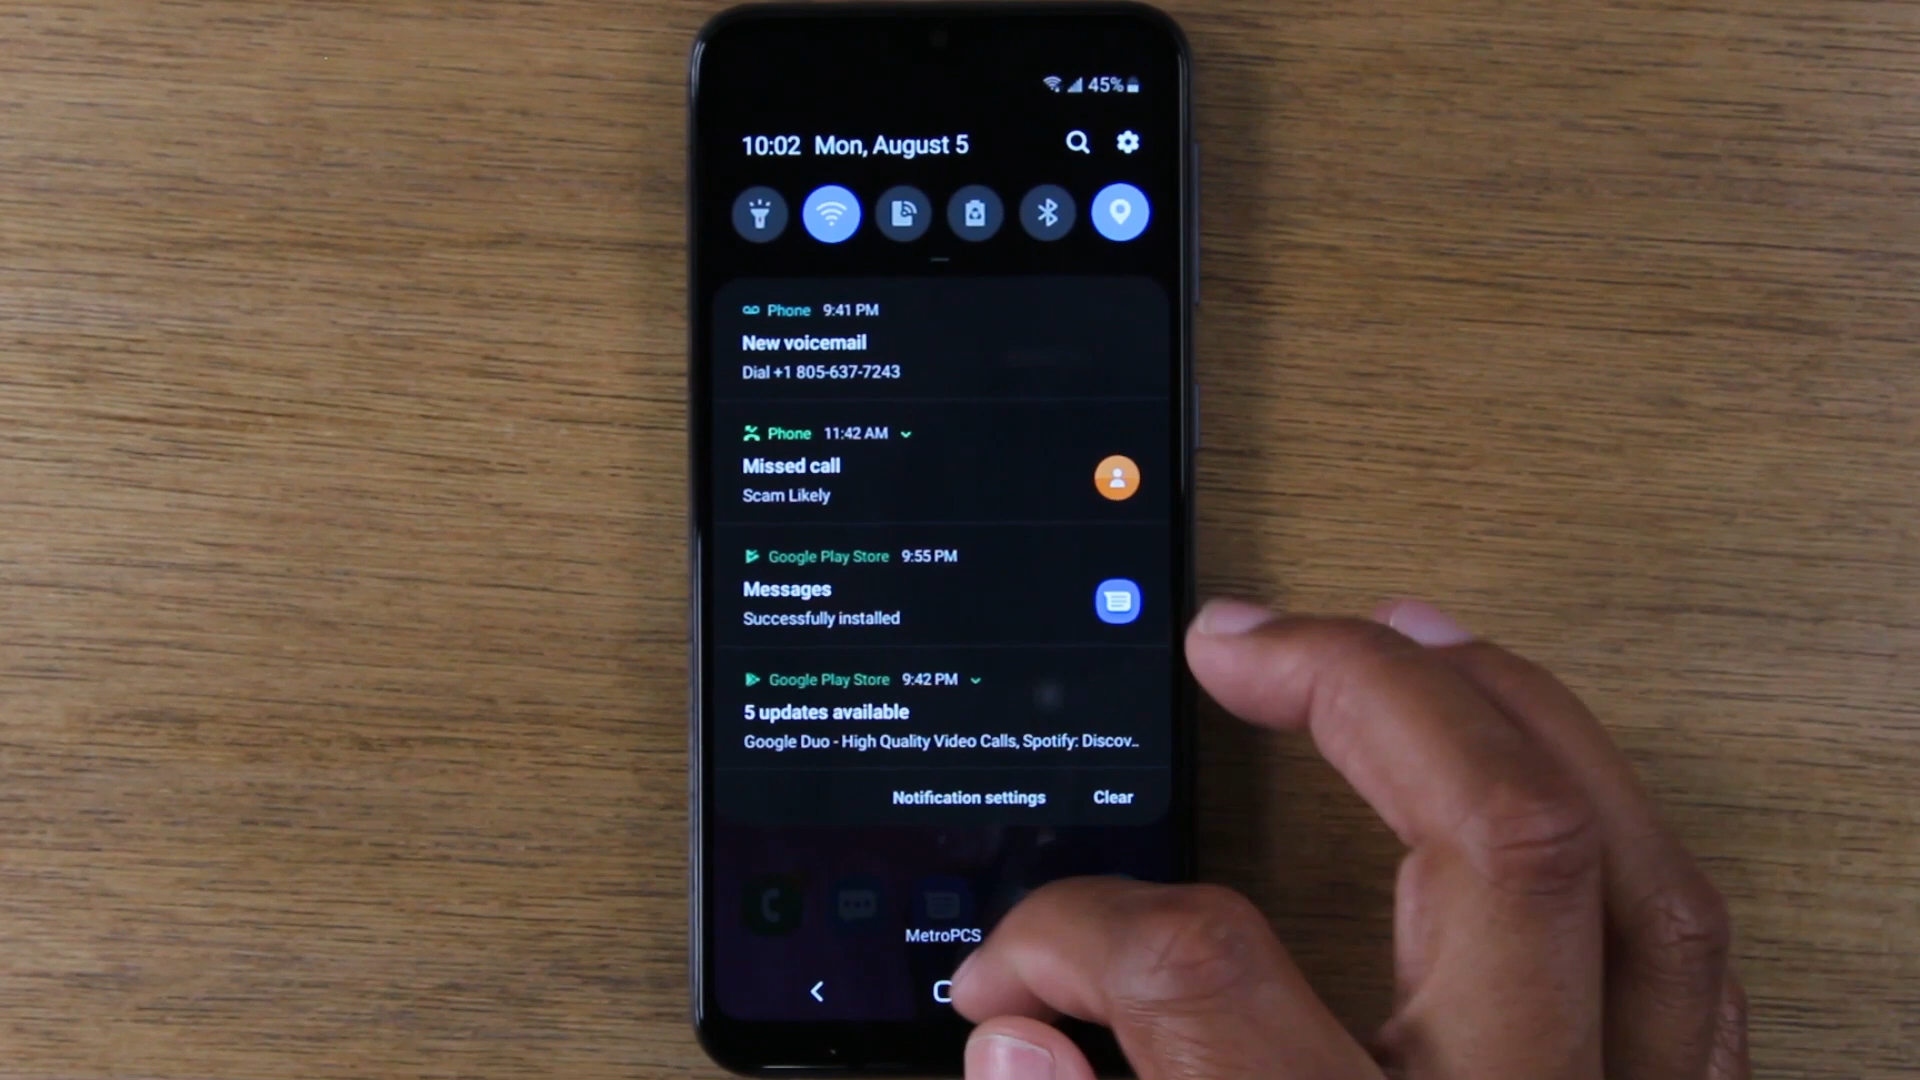 45%
10:02 Mon, August 5
Phone 9:41 PM
New voicemail
Dial +1 805-637-7243
Phone 11:42 AM
Missed call
Scam Likely
Google Play Store 9:55 PM
Messages
Successfully installed
Google Play Store 9:42 PM
5 updates available
Google Duo - High Quality Video Calls, Spotify: Discov..
Notification settings Clear
MetroPCS